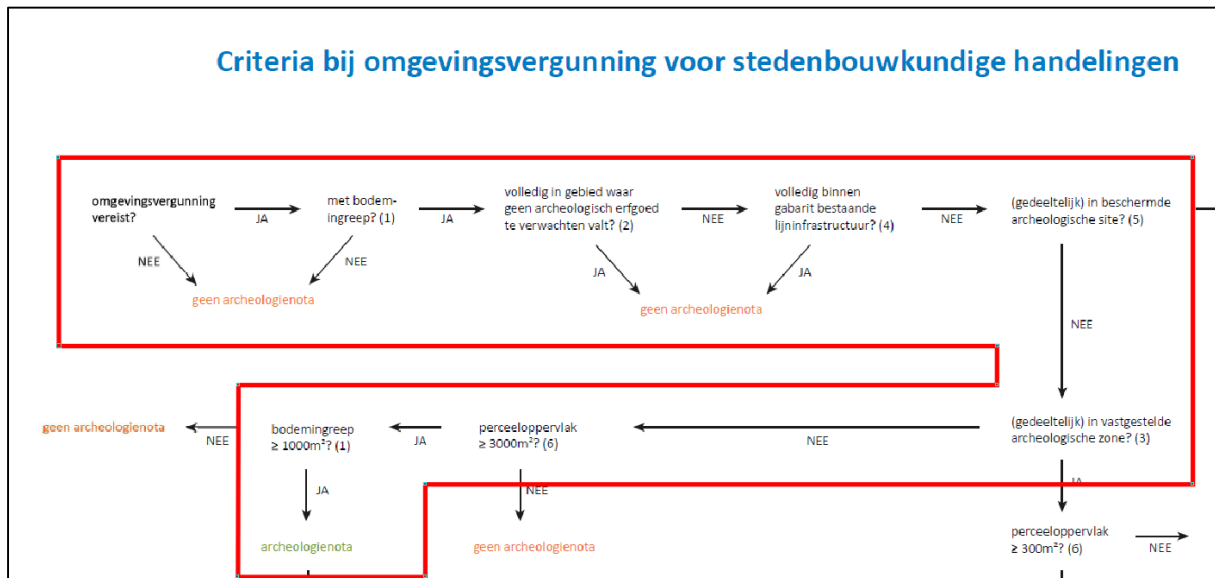 Criteria bij omgevingsvergunning voor stedenbouwkundige handelingen
omgevingsvergunning
vereist?
JA
met bodem-
ingreep? (1)
JA
volledig in gebied waar
geen archeologisch erfgoed
te verwachten valt? (2)
NEE
volledig binnen
gabarit bestaande
lijninfrastructuur? (4)
NEE
(gedeeltelijk) in beschermde
archeologische site? (5)
NEE
NEE
JA
JA
geen archeologienota
geen archeologienota
NEE
geen archeologienota
NEE
bodemingreep
≥ 1000m²? (1)
JA
perceeloppervlak
≥ 3000m²? (6)
NEE
(gedeeltelijk) in vastgestelde
archeologische zone? (3)
JA
NEE
JA
archeologienota
geen archeologienota
perceeloppervlak
≥ 300m²? (6)
NEE